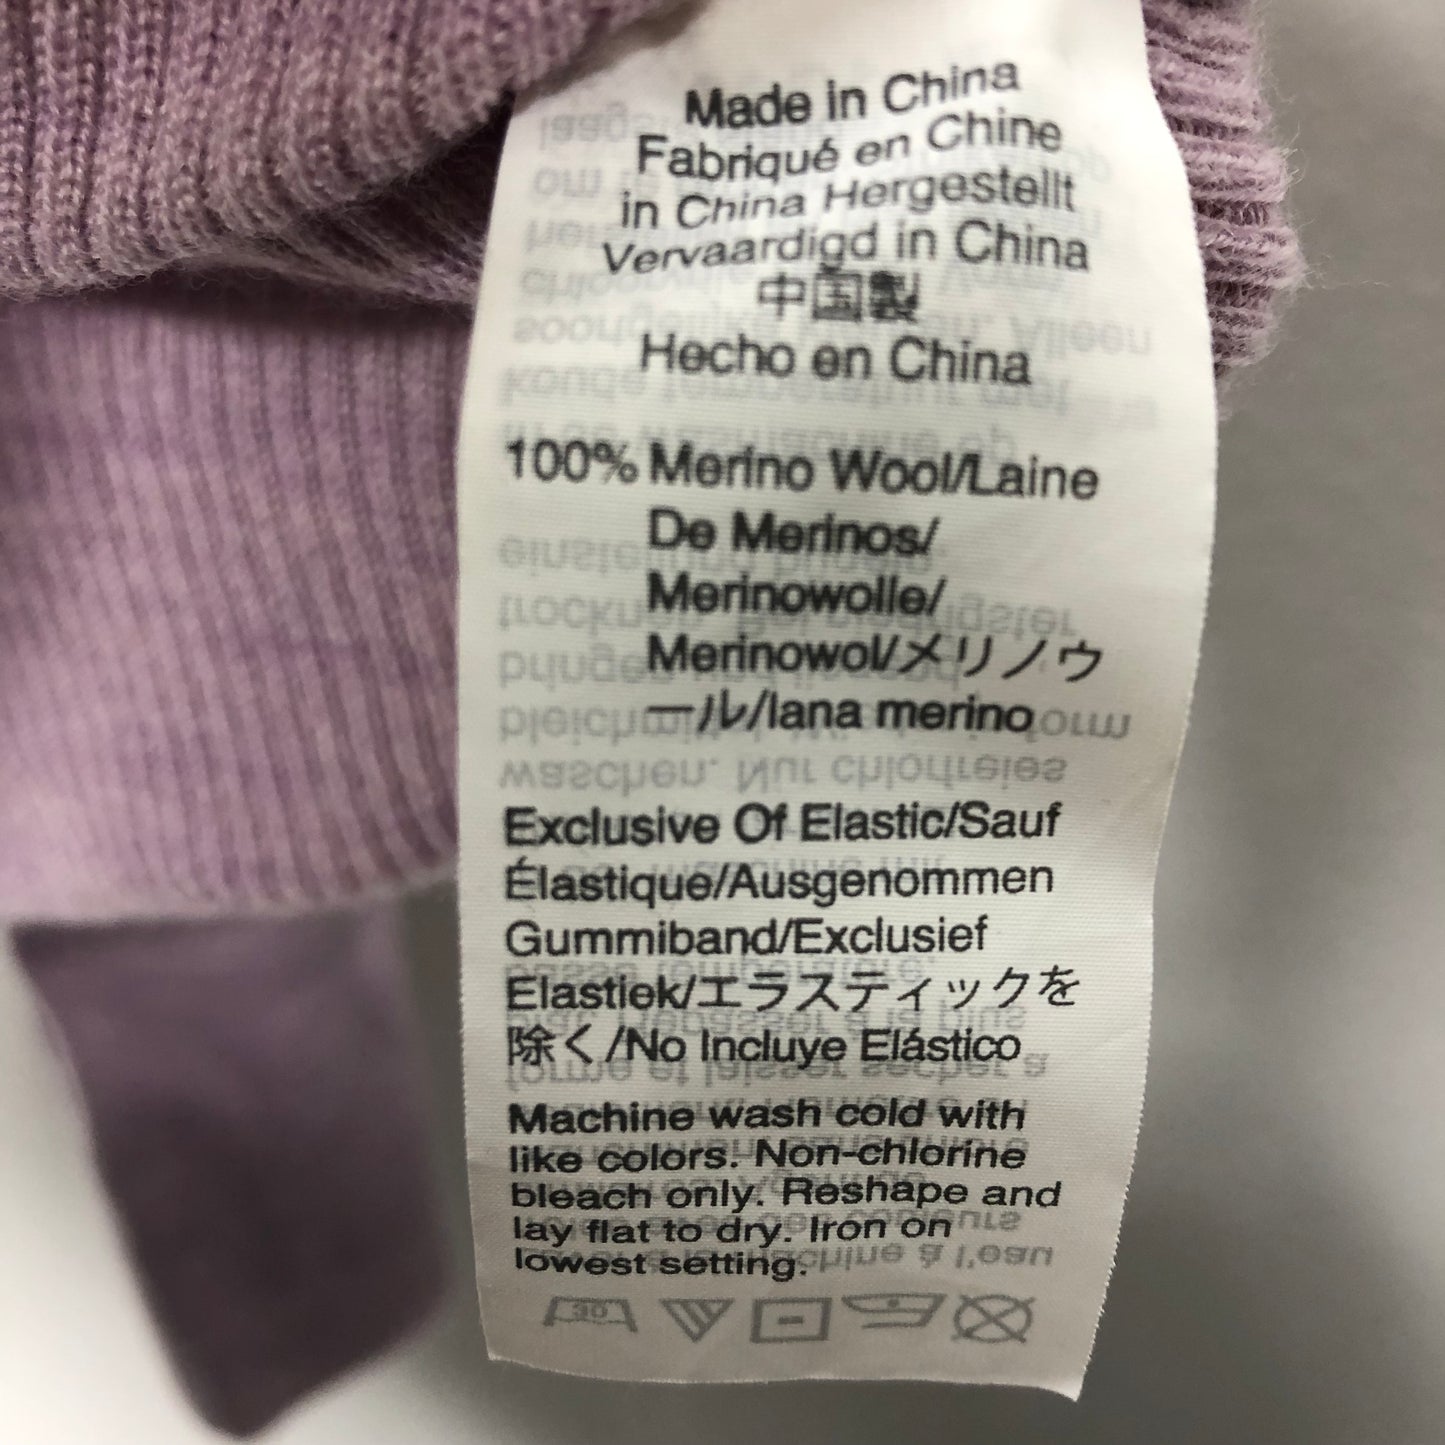 Made in China
Fabriqué en Chine
in China Hergestellt
Vervaardigd in China
中国製
Hecho en China
100% Merino Wool/Laine
De Merinos/
Merinowolle/
Merinowol/メリノウ
ール/lana merino
Exclusive Of Elastic/Sauf
Élastique/Ausgenommen
Gummiband/Exclusief
Elastiek/エラスティックを
除く/No Incluye Elástico
Machine wash cold with
like colors. Non-chlorine
bleach only. Reshape and
lay flat to dry. Iron on
lowest setting.
30